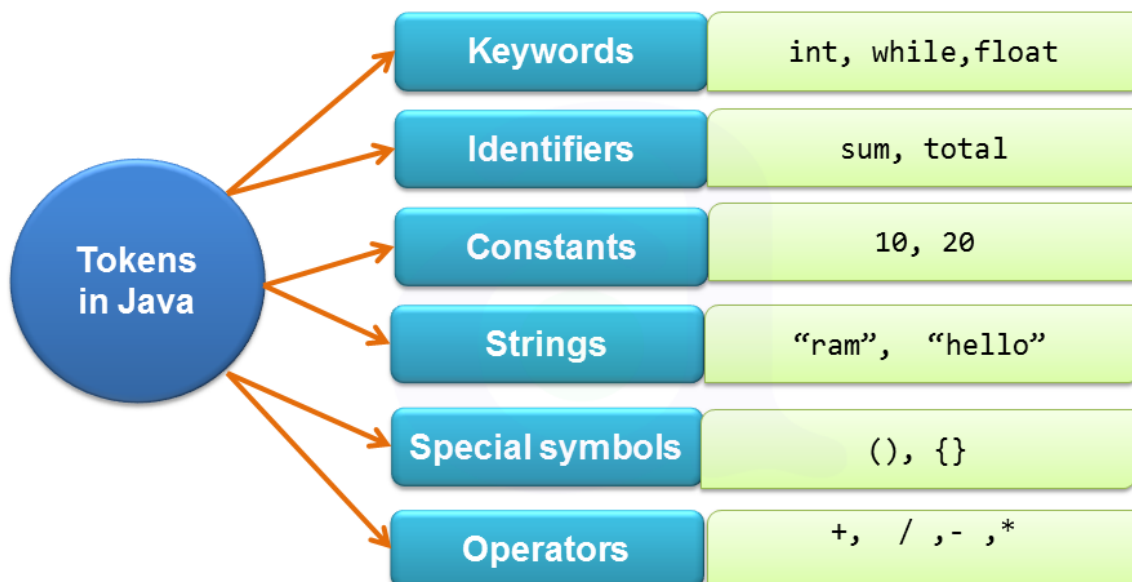 Keywords
int, while,float
Identifiers
sum, total
Tokens
in Java
Constants
10, 20
Strings
“ram”, “hello”
Special symbols
(), {}
Operators
+, / ,- ,*